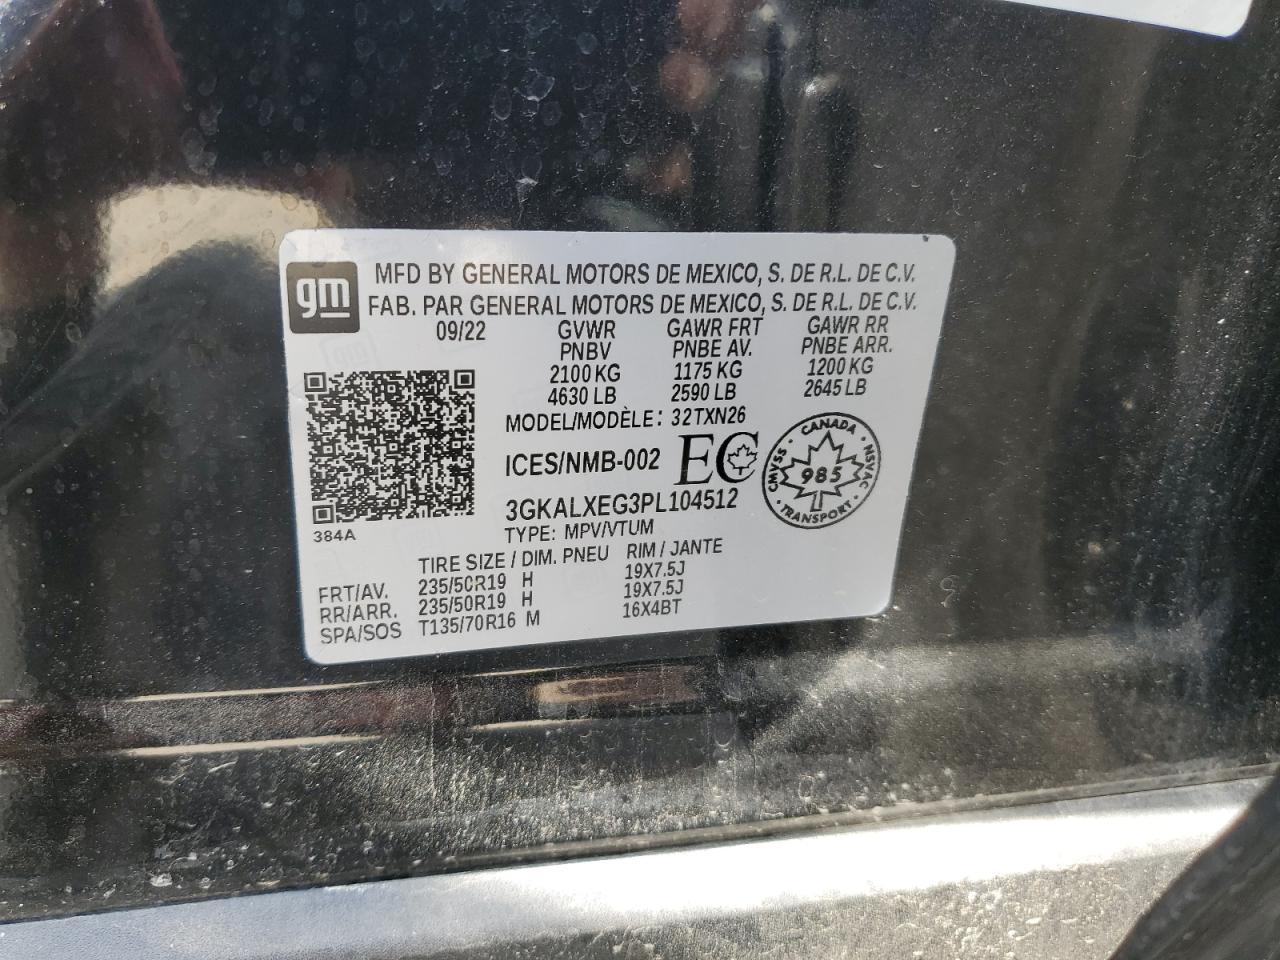 gm
MFD BY GENERAL MOTORS DE MEXICO, S. DE R.L. DE C.V.
FAB. PAR GENERAL MOTORS DE MEXICO, S. DE R.L. DE C.V.
09/22 GVWR GAWR FRT GAWR RR
PNBV PNBE AV. PNBE ARR.
2100 KG 1175 KG 1200 KG
4630 LB 2590 LB 2645 LB
MODEL/MODÈLE: 32TXN26
ICES/NMB-002 EC
CANADA
CMVSS 985 NSVAC
TRANSPORT
3GKALXEG3PL104512
TYPE: MPV/VTUM
384A
TIRE SIZE / DIM. PNEU RIM / JANTE
FRT/AV. 235/50R19 H 19X7.5J
RR/ARR. 235/50R19 H 19X7.5J
SPA/SOS T135/70R16 M 16X4BT